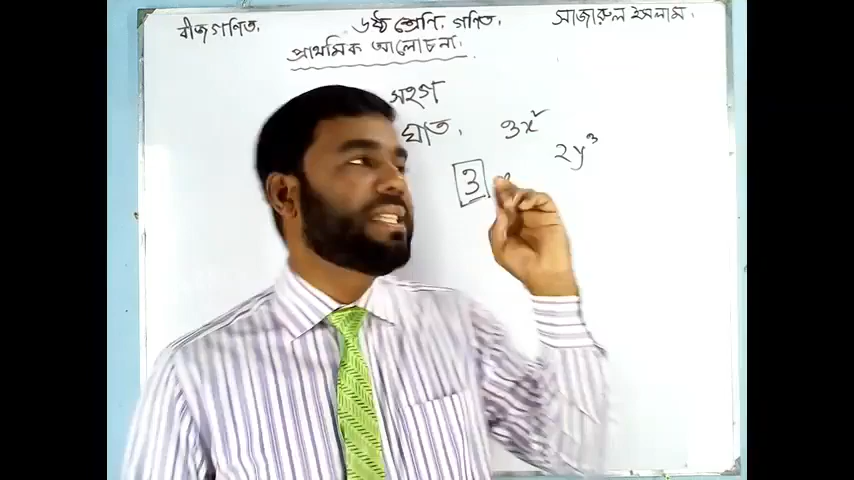 বীজগণিত.
৬ষ্ঠ শ্রেণি. গণিত.
সাজারুল ইসলাম.
প্রাথমিক আলোচনা.
সহগ
ঘাত.
3x²
2y³
3